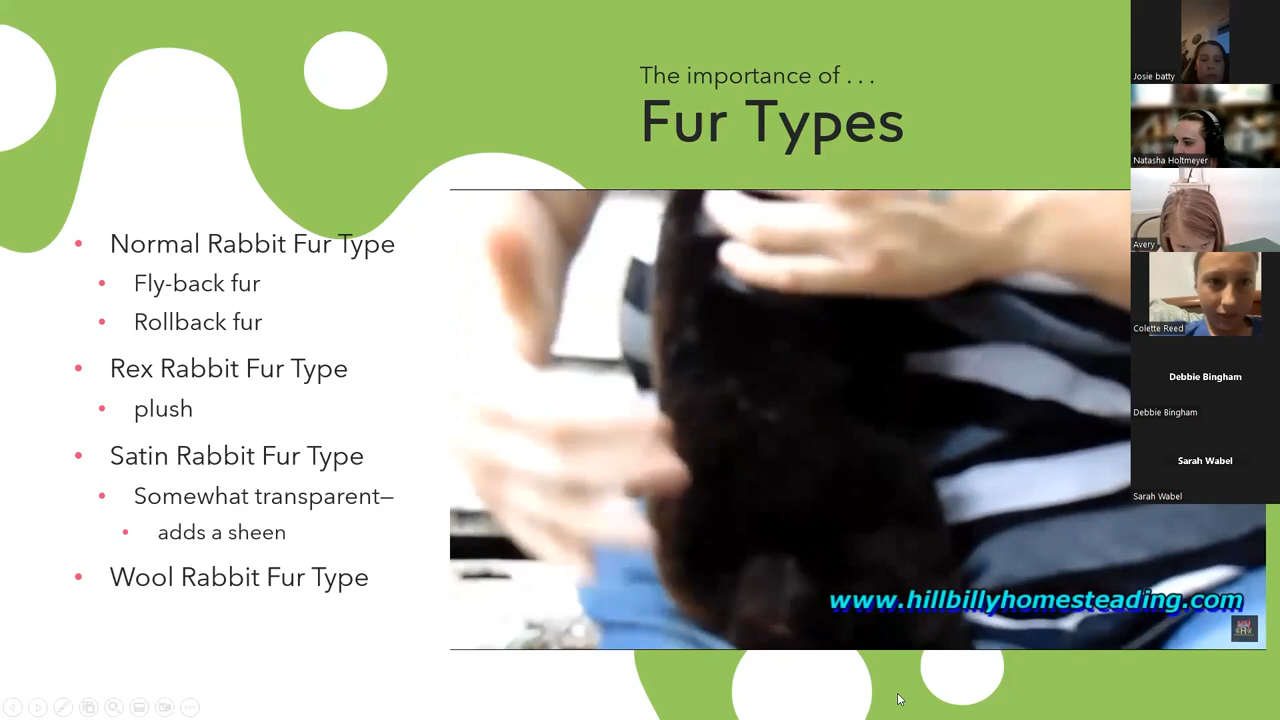 The importance of . . .
Fur Types
Normal Rabbit Fur Type
Fly-back fur
Rollback fur
Rex Rabbit Fur Type
plush
Satin Rabbit Fur Type
Somewhat transparent—
adds a sheen
Wool Rabbit Fur Type
www.hillbillyhomesteading.com
Josie batty
Natasha Holtmeyer
Avery
Colette Reed
Debbie Bingham
Debbie Bingham
Sarah Wabel
Sarah Wabel